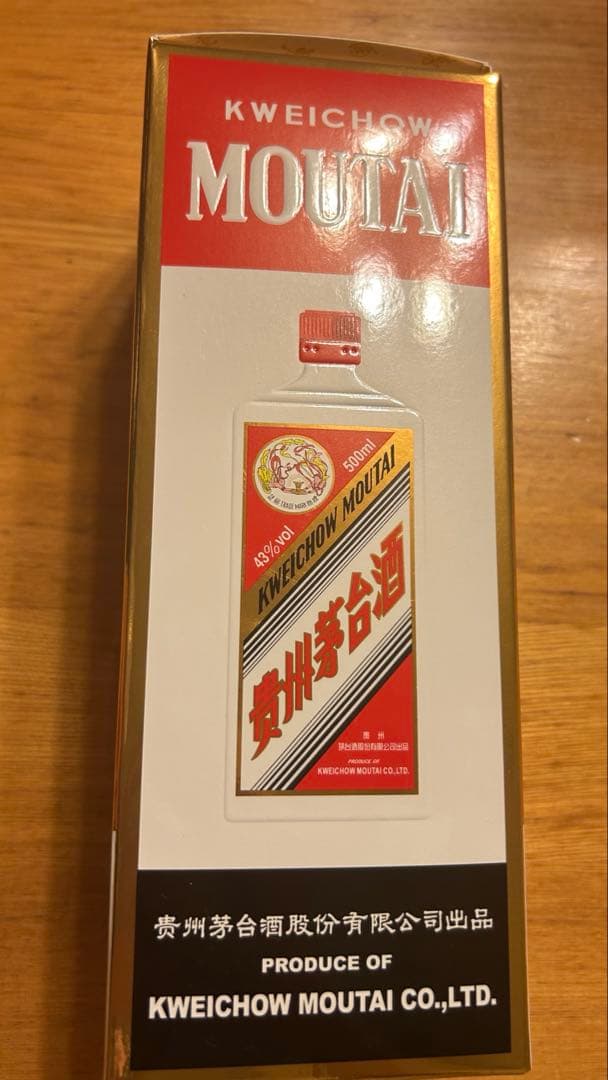 KWEICHOW
MOUTAI
500ml
43%vol
KWEICHOW MOUTAI
贵州茅台酒
贵 州
茅台酒股份有限公司出品
PRODUCE OF
KWEICHOW MOUTAI CO.,LTD.
贵州茅台酒股份有限公司出品
PRODUCE OF
KWEICHOW MOUTAI CO.,LTD.